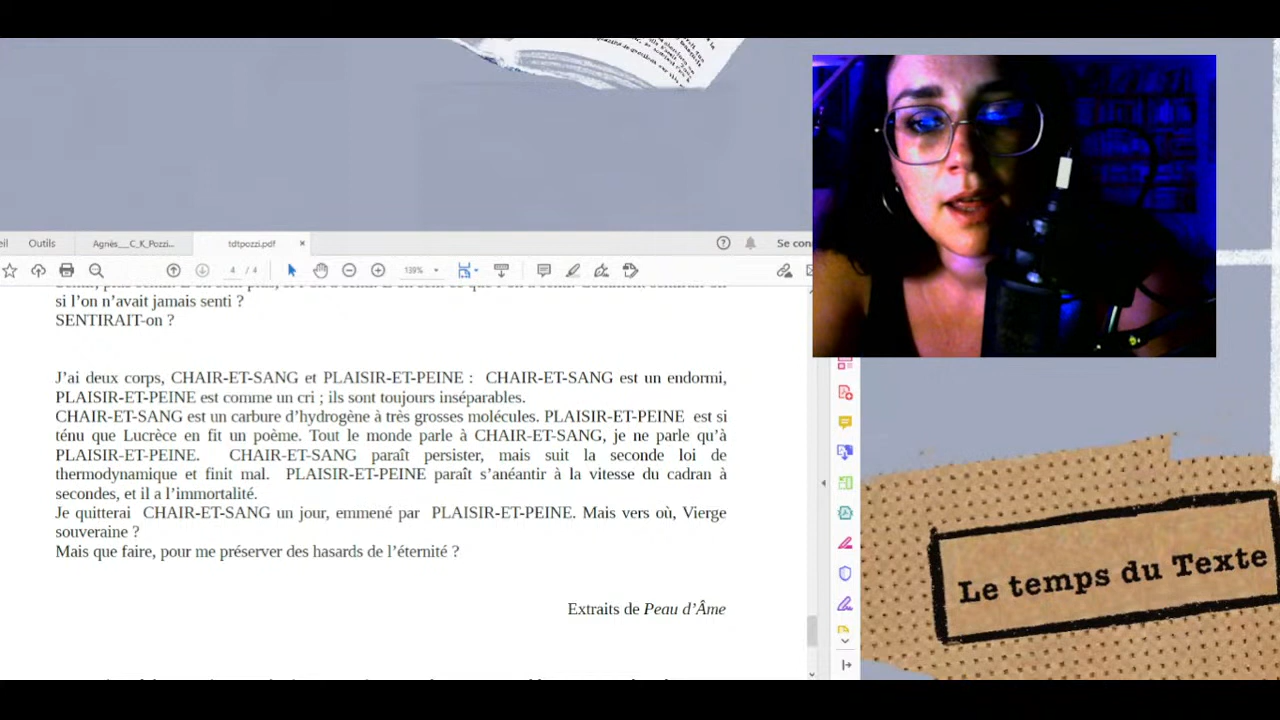 eil Outils Agnès__C_K_Pozzi... tdtpozzi.pdf × ? Se con
4 / 4 139%
si l’on n’avait jamais senti ?
SENTIRAIT-on ?
J’ai deux corps, CHAIR-ET-SANG et PLAISIR-ET-PEINE : CHAIR-ET-SANG est un endormi,
PLAISIR-ET-PEINE est comme un cri ; ils sont toujours inséparables.
CHAIR-ET-SANG est un carbure d’hydrogène à très grosses molécules. PLAISIR-ET-PEINE est si
ténu que Lucrèce en fit un poème. Tout le monde parle à CHAIR-ET-SANG, je ne parle qu’à
PLAISIR-ET-PEINE. CHAIR-ET-SANG paraît persister, mais suit la seconde loi de
thermodynamique et finit mal. PLAISIR-ET-PEINE paraît s’anéantir à la vitesse du cadran à
secondes, et il a l’immortalité.
Je quitterai CHAIR-ET-SANG un jour, emmené par PLAISIR-ET-PEINE. Mais vers où, Vierge
souveraine ?
Mais que faire, pour me préserver des hasards de l’éternité ?
Extraits de Peau d’Âme
Le temps du Texte